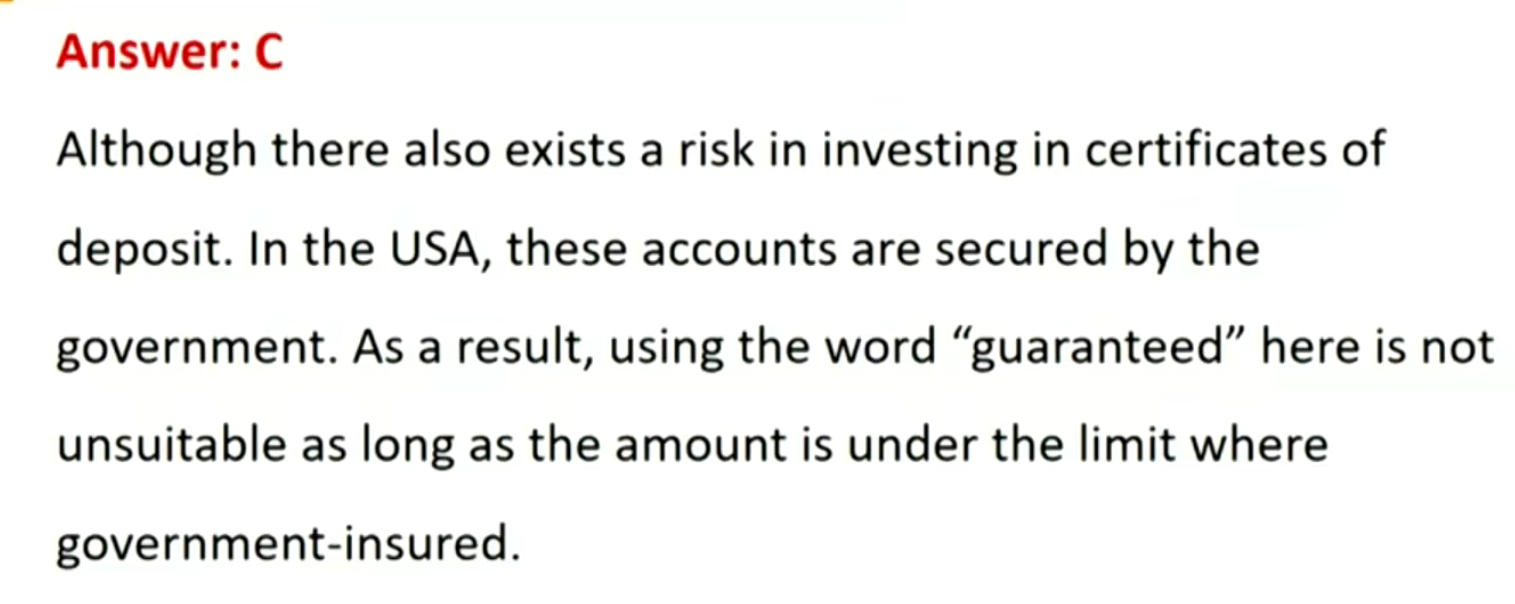 Answer: C
Although there also exists a risk in investing in certificates of
deposit. In the USA, these accounts are secured by the
government. As a result, using the word “guaranteed” here is not
unsuitable as long as the amount is under the limit where
government-insured.